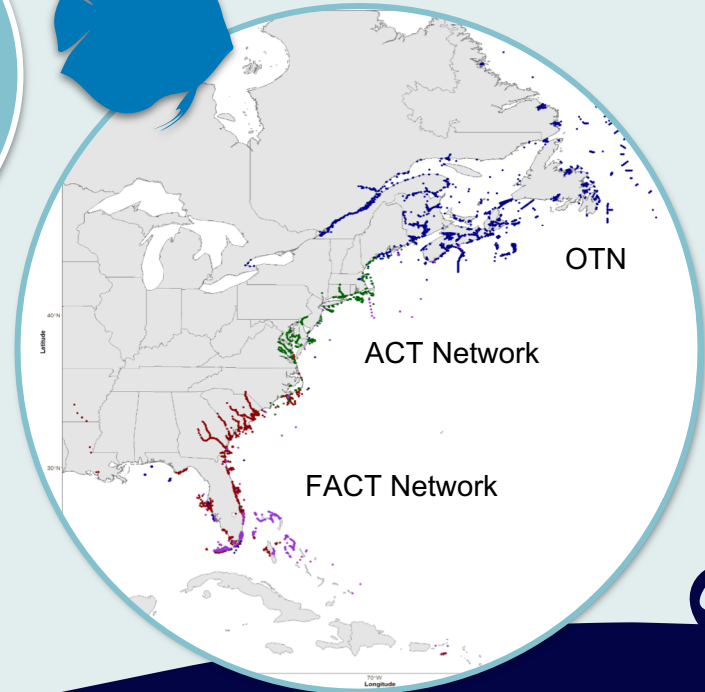 OTN
40°N
Latitude
ACT Network
30°N
FACT Network
70°W
Longitude